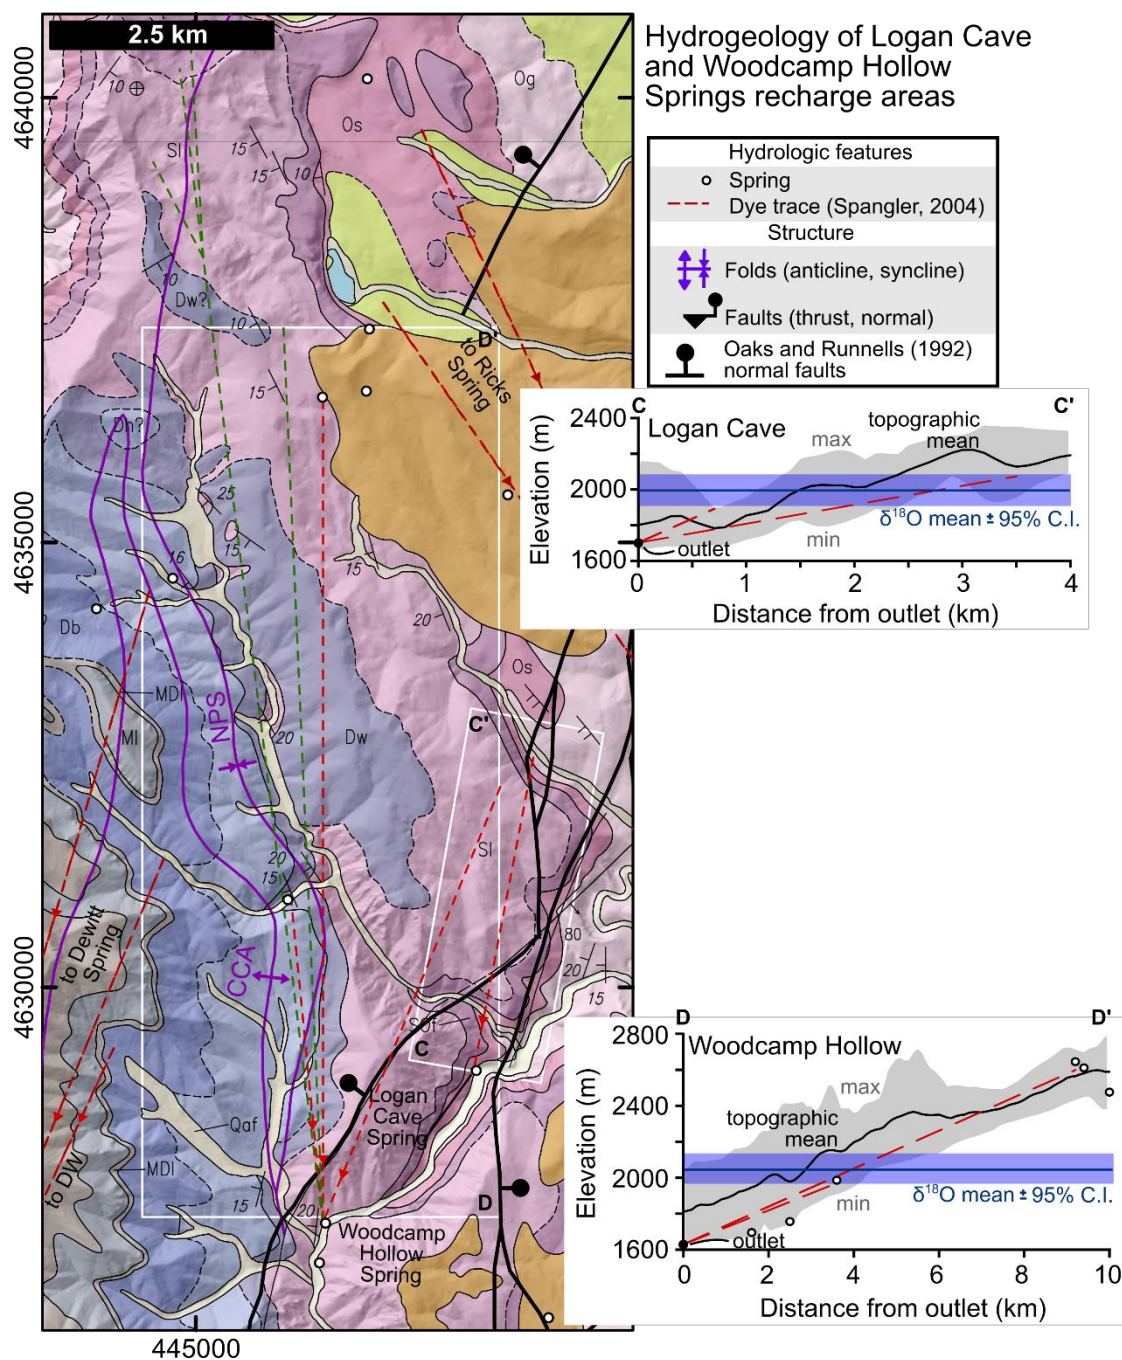 2.5 km
Hydrogeology of Logan Cave
and Woodcamp Hollow
Springs recharge areas
Hydrologic features
Spring
Dye trace (Spangler, 2004)
Structure
Folds (anticline, syncline)
Faults (thrust, normal)
Oaks and Runnells (1992)
normal faults
4640000
4635000
4630000
445000
10
Sl
15
15
10
Os
Og
10
Dw?
10
D
to Ricks
Spring
15
Dh?
25
15
16
15
20
Db
MDl
Ml
NPS
20
Dw
Os
C'
Sl
20
15
80
20
15
to Dewitt
Spring
CCA
SOf
C
Logan
Cave
Spring
Qaf
MDl
to DW
15
20
D
Woodcamp
Hollow
Spring
C
C'
Logan Cave
2400
2000
1600
Elevation (m)
max
topographic
mean
δ18O mean ± 95% C.I.
min
outlet
0
1
2
3
4
Distance from outlet (km)
D
D'
Woodcamp Hollow
2800
2400
2000
1600
Elevation (m)
max
topographic
mean
δ18O mean ± 95% C.I.
min
outlet
0
2
4
6
8
10
Distance from outlet (km)